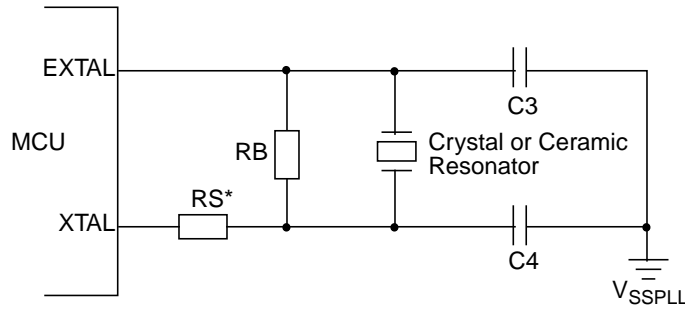 EXTAL
C3
MCU
RB
Crystal or Ceramic
Resonator
RS*
XTAL
C4
VSSPLL